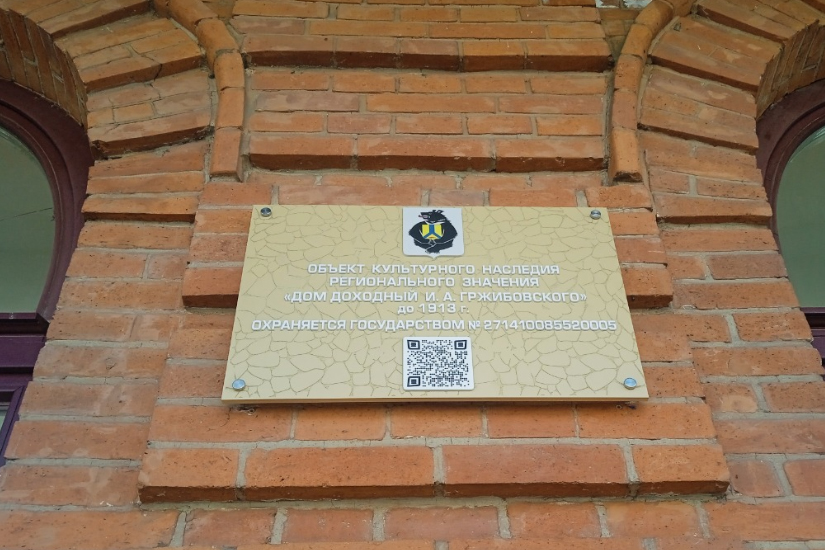 ОБЪЕКТ КУЛЬТУРНОГО НАСЛЕДИЯ
РЕГИОНАЛЬНОГО ЗНАЧЕНИЯ
«ДОМ ДОХОДНЫЙ И. А. ГРЖИБОВСКОГО»
ДО 1913 Г.
ОХРАНЯЕТСЯ ГОСУДАРСТВОМ № 271410085520005